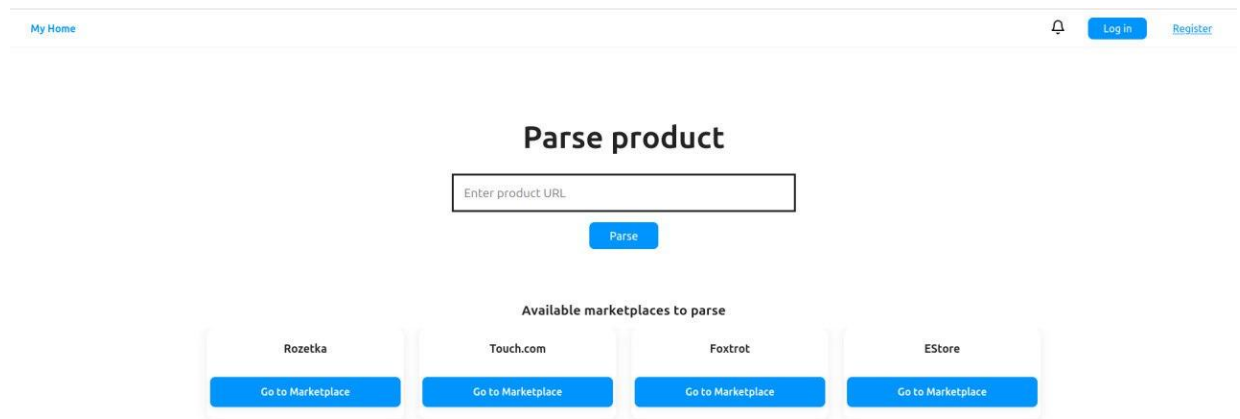 My Home Log in Register
Parse product
Enter product URL
Parse
Available marketplaces to parse
Rozetka Touch.com Foxtrot EStore
Go to Marketplace Go to Marketplace Go to Marketplace Go to Marketplace